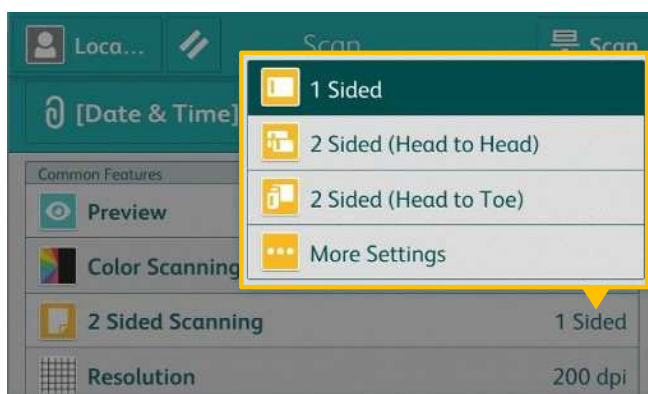 Loca...
Scan
Scan
[Date & Time]
1 Sided
2 Sided (Head to Head)
2 Sided (Head to Toe)
More Settings
Common Features
Preview
Color Scanning
2 Sided Scanning 1 Sided
Resolution 200 dpi